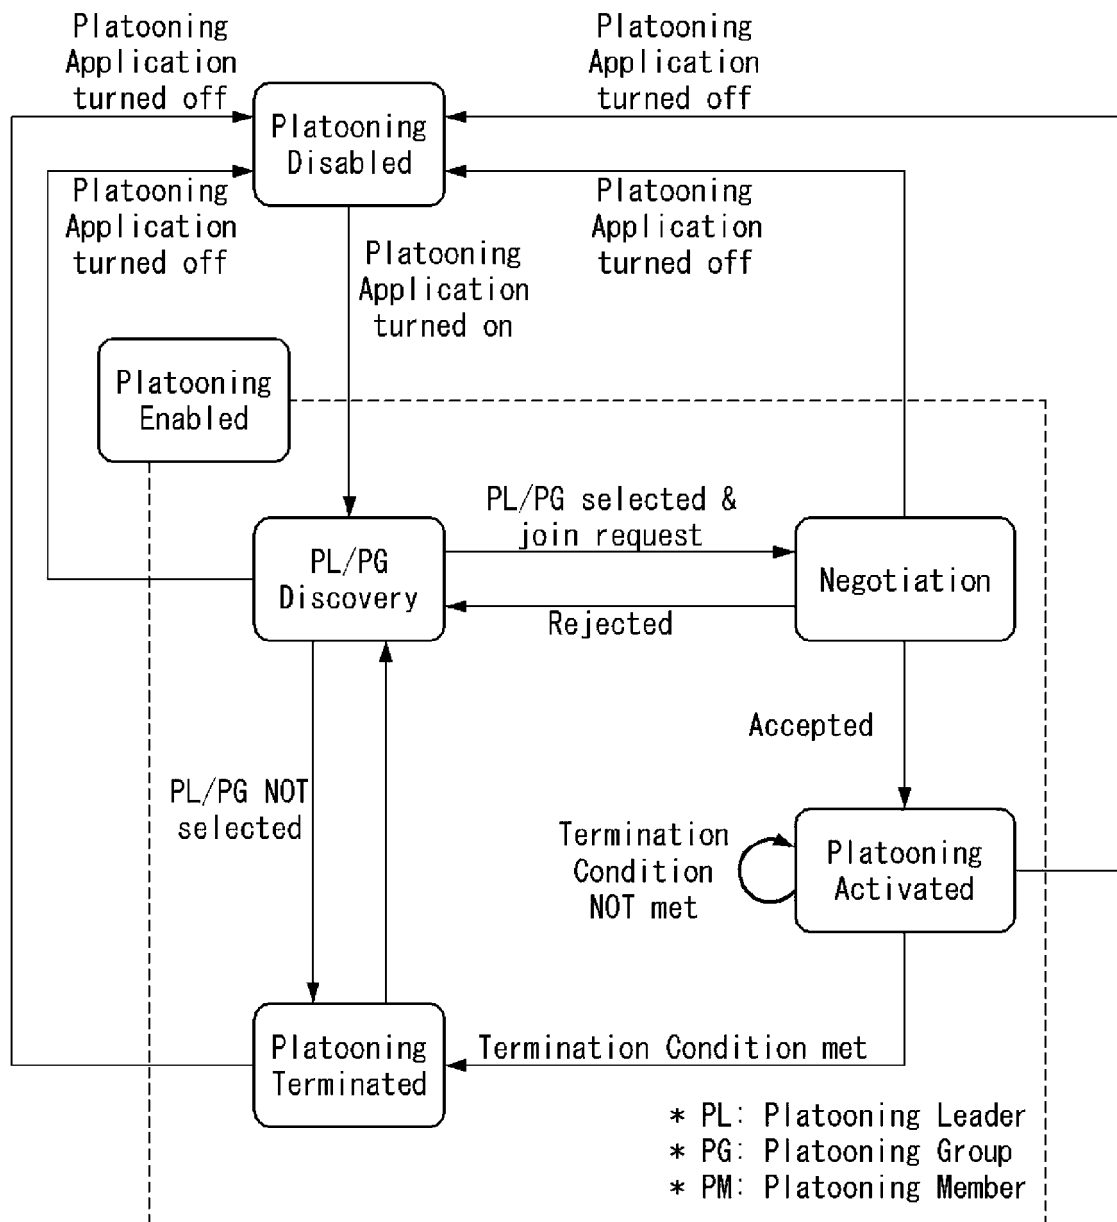 Platooning
Application
turned off
Platooning
Application
turned off
Platooning
Disabled
Platooning
Application
turned off
Platooning
Application
turned off
Platooning
Application
turned on
Platooning
Enabled
PL/PG selected &
join request
PL/PG
Discovery
Negotiation
Rejected
Accepted
PL/PG NOT
selected
Termination
Condition
NOT met
Platooning
Activated
Platooning
Terminated
Termination Condition met
* PL: Platooning Leader
* PG: Platooning Group
* PM: Platooning Member